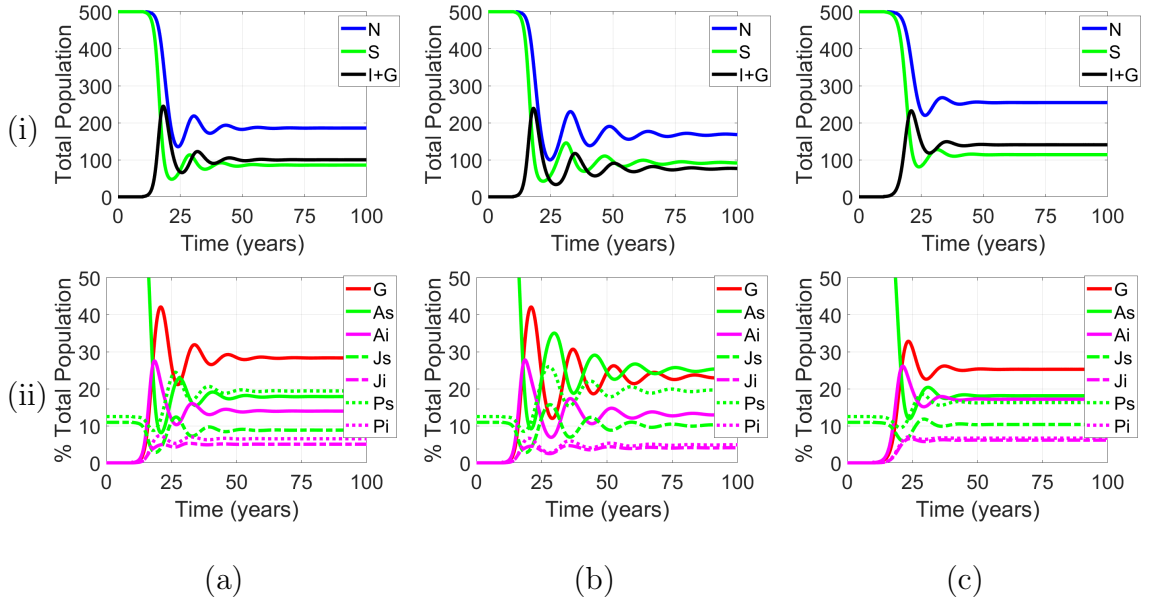 (i)
Total Population
500
400
300
200
100
0
0 25 50 75 100
Time (years)
N
S
I+G
Total Population
500
400
300
200
100
0
0 25 50 75 100
Time (years)
N
S
I+G
Total Population
500
400
300
200
100
0
0 25 50 75 100
Time (years)
N
S
I+G
(ii)
% Total Population
50
40
30
20
10
0
0 25 50 75 100
Time (years)
G
As
Ai
Js
Ji
Ps
Pi
% Total Population
50
40
30
20
10
0
0 25 50 75 100
Time (years)
G
As
Ai
Js
Ji
Ps
Pi
% Total Population
50
40
30
20
10
0
0 25 50 75 100
Time (years)
G
As
Ai
Js
Ji
Ps
Pi
(a) (b) (c)